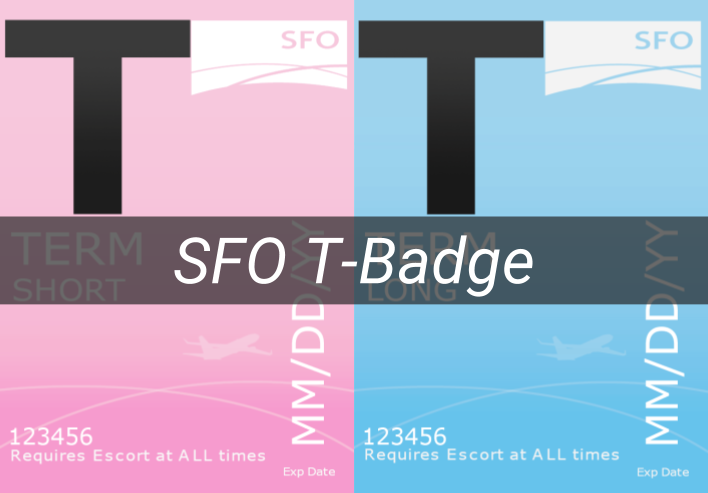 T
SFO
TERM
SHORT
MM/DD/YY
123456
Requires Escort at ALL times
Exp Date
T
SFO
TERM
LONG
MM/DD/YY
123456
Requires Escort at ALL times
Exp Date
SFO T-Badge